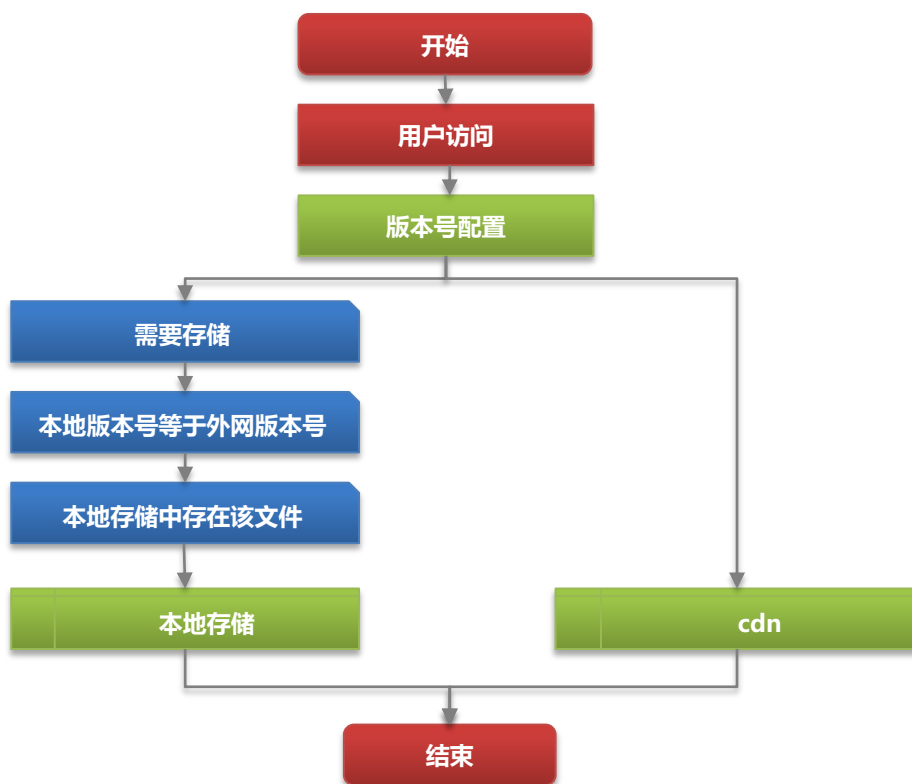 开始
用户访问
版本号配置
需要存储
本地版本号等于外网版本号
本地存储中存在该文件
本地存储
cdn
结束